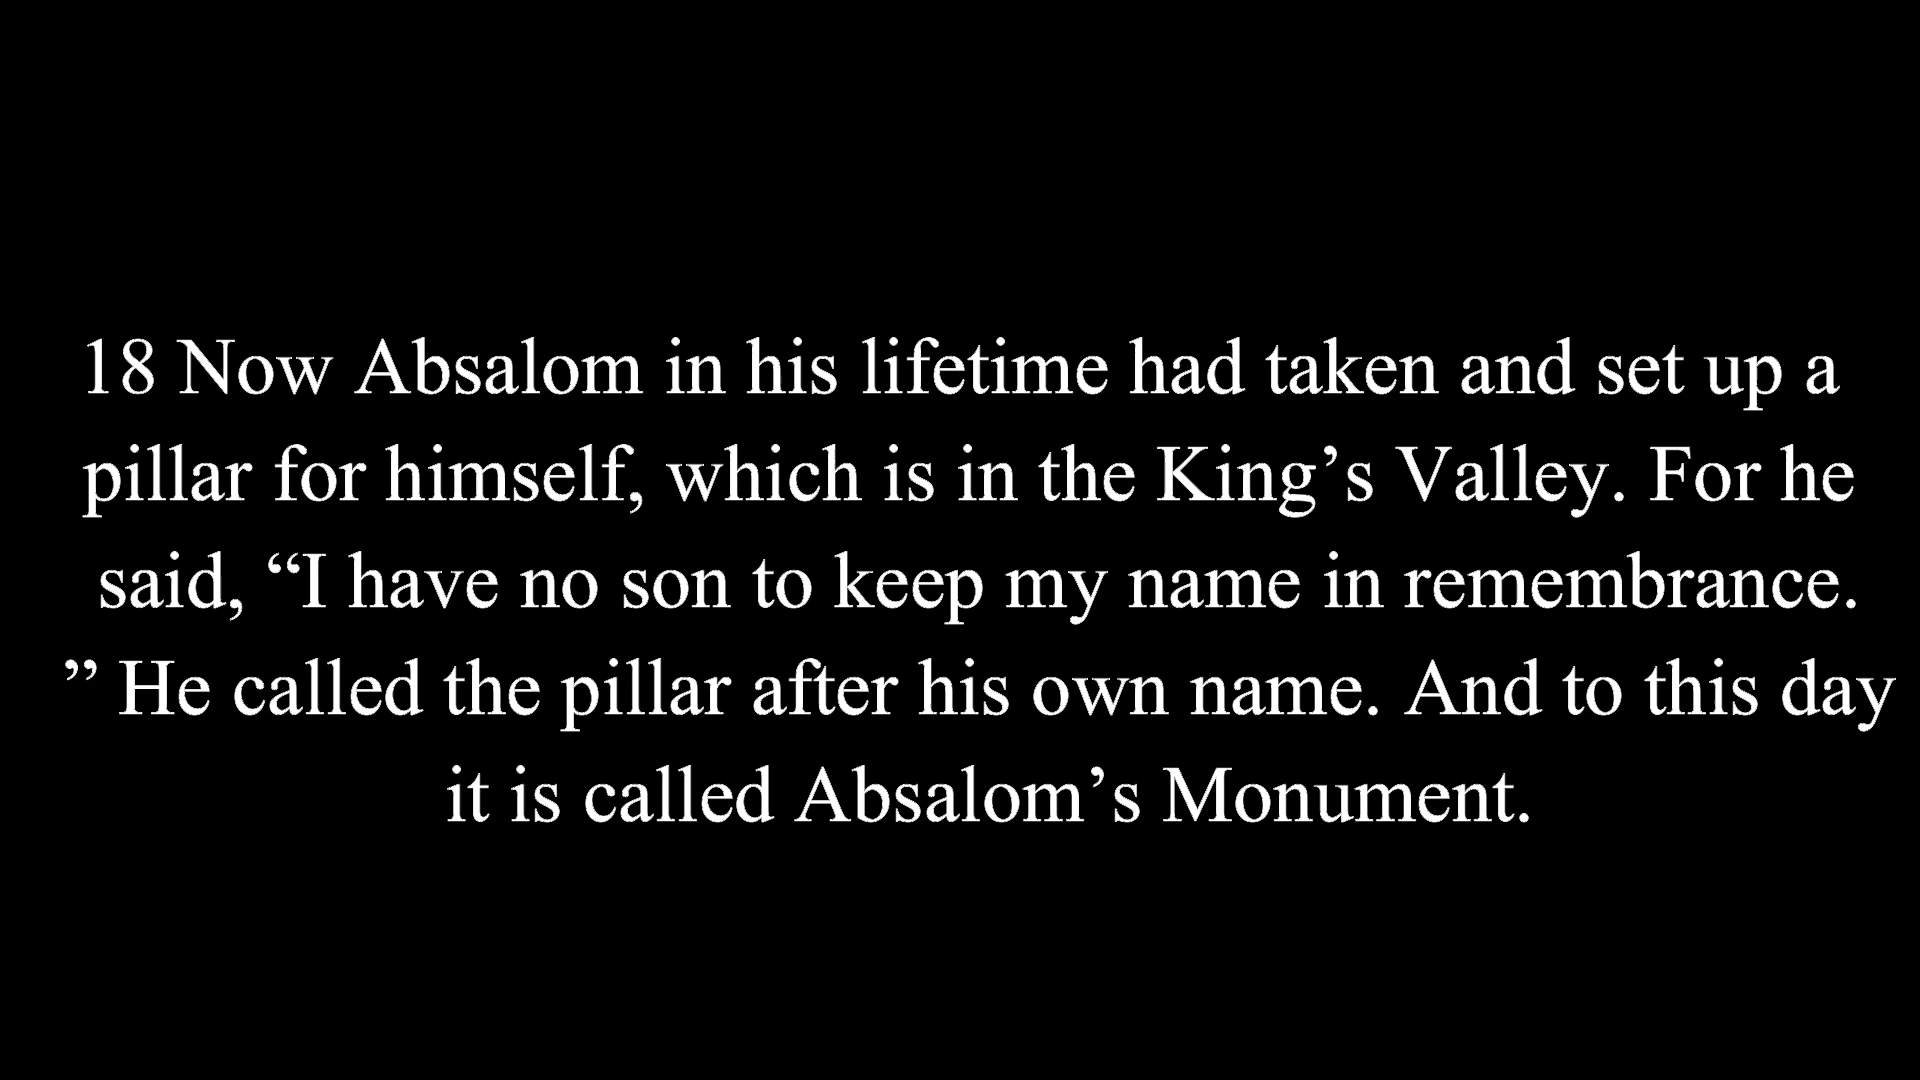 18 Now Absalom in his lifetime had taken and set up a
pillar for himself, which is in the King’s Valley. For he
said, “I have no son to keep my name in remembrance.
” He called the pillar after his own name. And to this day
it is called Absalom’s Monument.